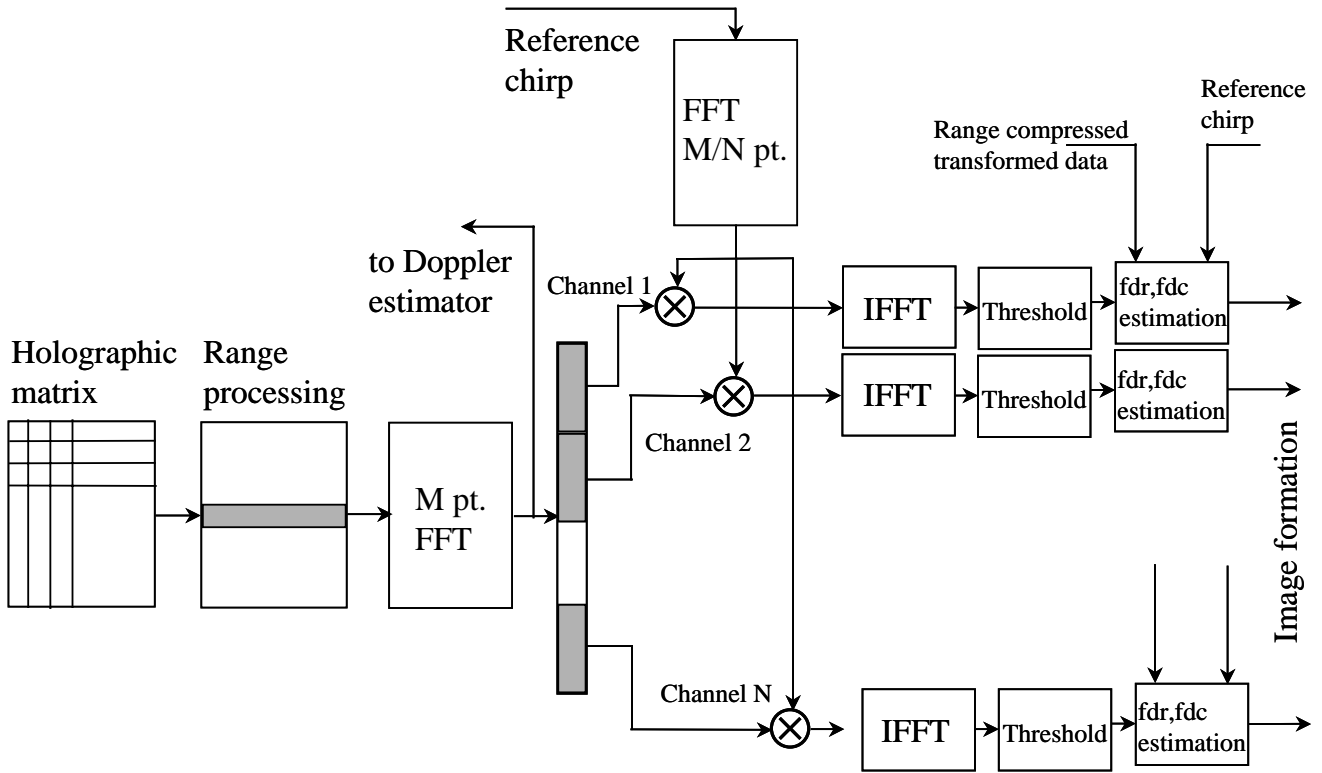 Reference
chirp
FFT
M/N pt.
Reference
chirp
Range compressed
transformed data
to Doppler
estimator
Channel 1
IFFT
Threshold
fdr,fdc
estimation
Holographic
matrix
Range
processing
IFFT
Threshold
fdr,fdc
estimation
Channel 2
M pt.
FFT
Image formation
Channel N
IFFT
Threshold
fdr,fdc
estimation